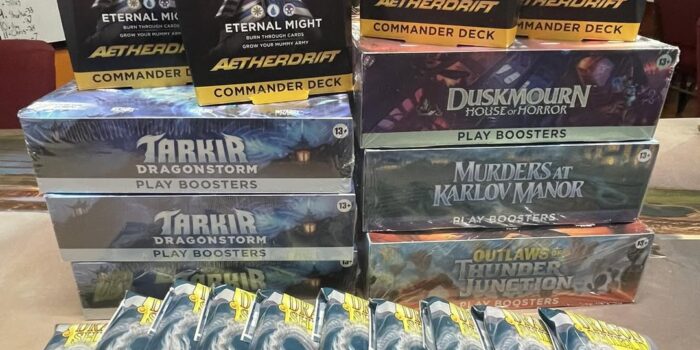 ETERNAL MIG
BURN THROUGH CARDS
GROW YOUR MUMMY ARMY
AETHERDRIFT
COMMANDER DECK
ETERNAL MIGHT
BURN THROUGH CARDS
GROW YOUR MUMMY ARMY
AETHERDRIFT
COMMANDER DECK
AETHERDRIFT
COMMANDER DECK
AETHERDRIFT
COMMANDER DECK
TARKIR
DRAGONSTORM
PLAY BOOSTERS
13+
TARKIR
DRAGONSTORM
PLAY BOOSTERS
13+
TARKIR
DUSKMOURN
HOUSE OF HORROR
PLAY BOOSTERS
13+
MURDERS AT
KARLOV MANOR
PLAY BOOSTERS
13+
OUTLAWS OF
THUNDER
JUNCTION
PLAY BOOSTERS
13+